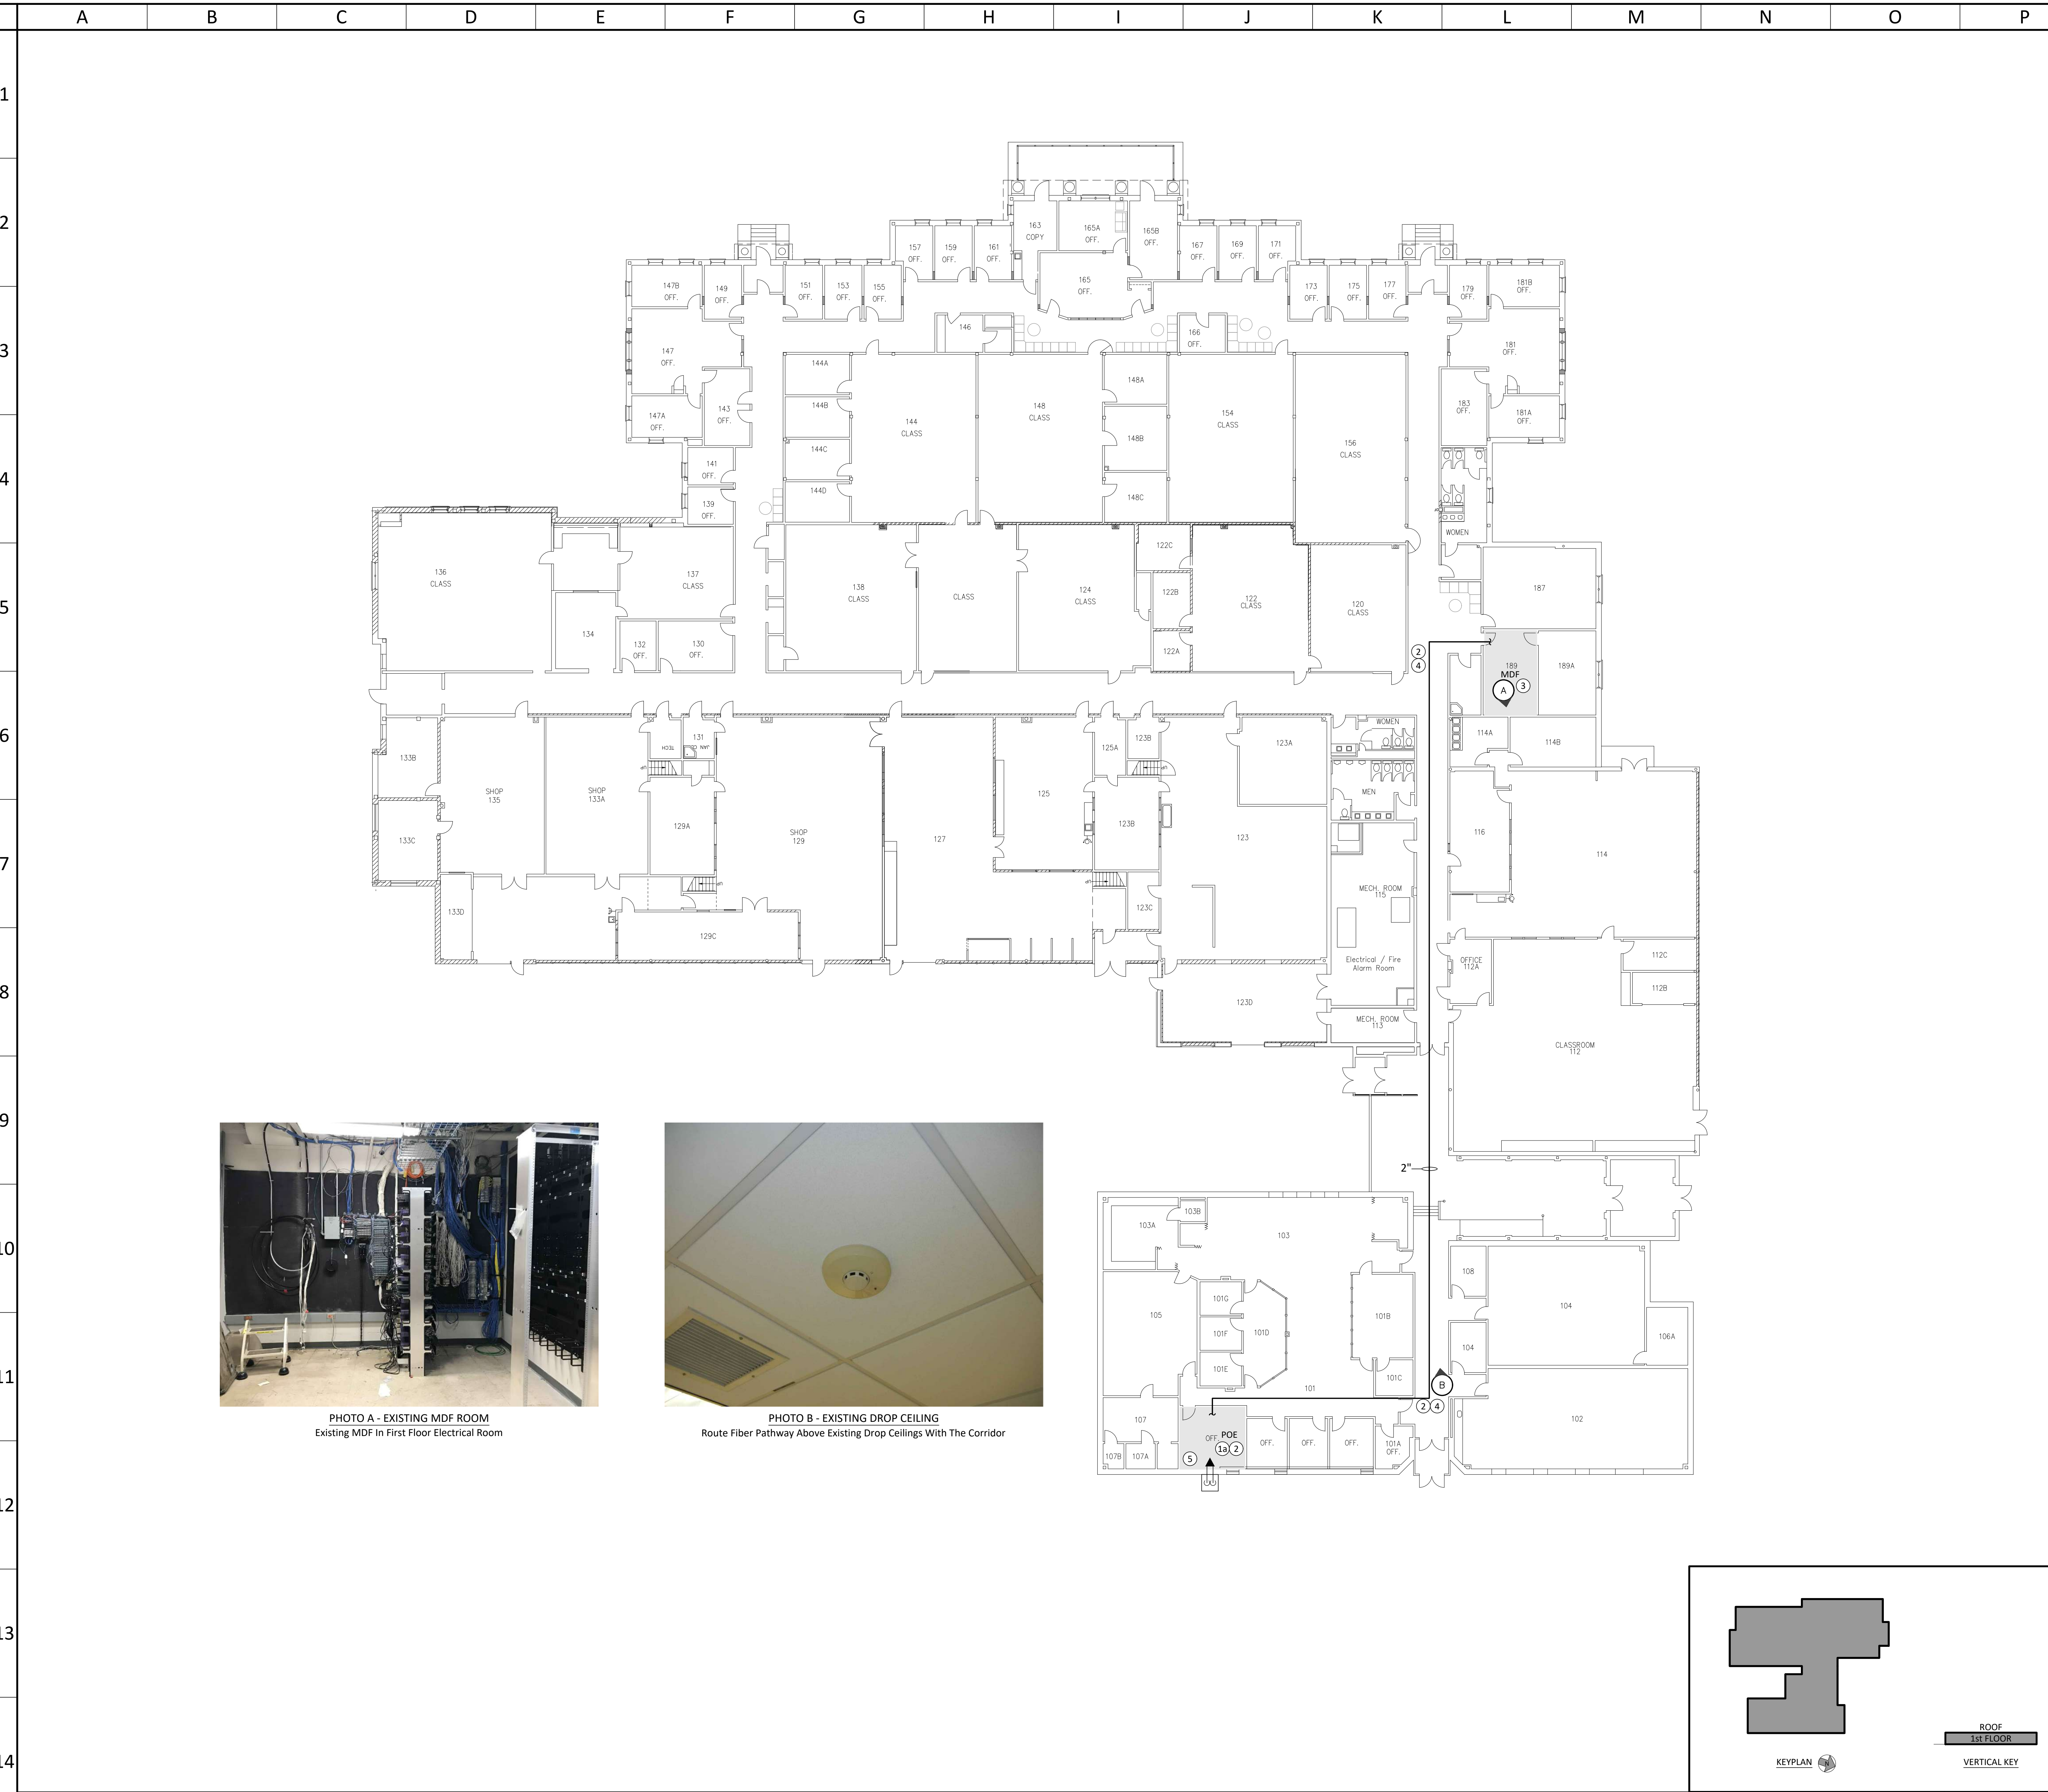 A B C D E F G H I J K L M N O P
1
2
3
4
5
6
7
8
9
10
11
12
13
14
163
COPY
165A
OFF.
165B
OFF.
157
OFF.
159
OFF.
161
OFF.
167
OFF.
169
OFF.
171
OFF.
165
OFF.
147B
OFF.
149
OFF.
151
OFF.
153
OFF.
155
OFF.
173
OFF.
175
OFF.
177
OFF.
179
OFF.
181B
OFF.
147
OFF.
146
166
OFF.
181
OFF.
144A
148A
147A
OFF.
143
OFF.
144B
144
CLASS
148
CLASS
154
CLASS
183
OFF.
181A
OFF.
144C
148B
156
CLASS
141
OFF.
139
OFF.
144D
148C
WOMEN
136
CLASS
137
CLASS
138
CLASS
CLASS
124
CLASS
122C
122B
122
CLASS
120
CLASS
187
134
132
OFF.
130
OFF.
122A
2
4
189
MDF
A
3
189A
133B
SHOP
135
SHOP
133A
TECH
131
JAN CL
UP
125A
123B
UP
123A
WOMEN
114A
114B
133C
129A
SHOP
129
127
125
123B
123
MEN
116
114
133D
UP
129C
UP
123C
MECH. ROOM
115
Electrical / Fire
Alarm Room
OFFICE
112A
112C
112B
123D
MECH. ROOM
113
CLASSROOM
112
2"
103A
103B
103
108
104
105
101G
101F
101E
101D
101B
101C
104
106A
101
B
2
4
107
107B
107A
OFF.
POE
1a
2
5
OFF.
OFF.
OFF.
101A
OFF.
102
PHOTO A - EXISTING MDF ROOM
Existing MDF In First Floor Electrical Room
PHOTO B - EXISTING DROP CEILING
Route Fiber Pathway Above Existing Drop Ceilings With The Corridor
KEYPLAN
N
ROOF
1st FLOOR
VERTICAL KEY